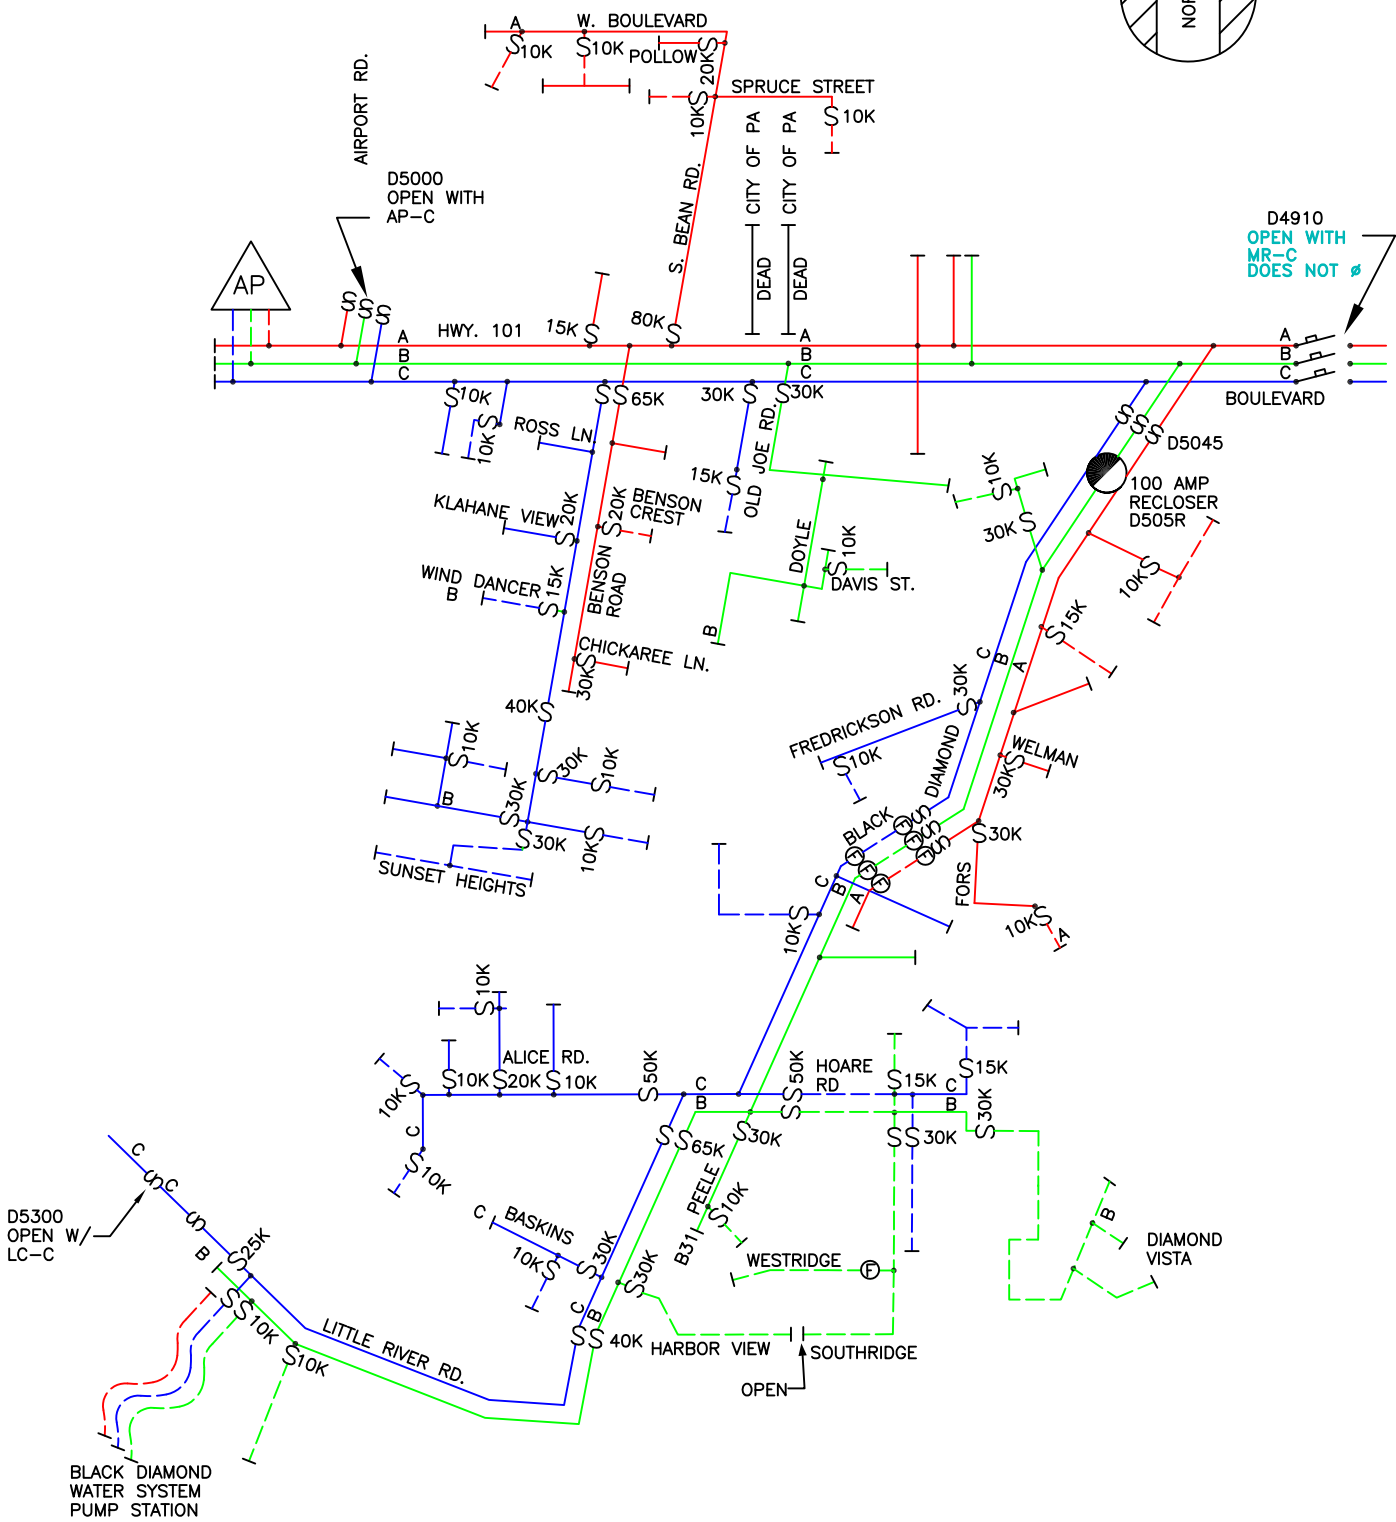 NOR
A
W. BOULEVARD
10K
10K
POLLOW
20K
10K
SPRUCE STREET
10K
AIRPORT RD.
D5000
OPEN WITH
AP-C
S. BEAN RD.
CITY OF PA
CITY OF PA
DEAD
DEAD
D4910
OPEN WITH
MR-C
DOES NOT ø
AP
A
HWY. 101
B
C
15K
80K
A
B
C
A
B
C
BOULEVARD
10K
10K
65K
30K
30K
ROSS LN.
15K
OLD JOE RD.
D5045
100 AMP
RECLOSER
D505R
KLAHANE VIEW
20K
20K
BENSON
CREST
10K
30K
WIND DANCER
B
15K
BENSON
ROAD
DOYLE
10K
DAVIS ST.
B
10K
15K
CHICKAREE LN.
30K
C
B
A
40K
30K
FREDRICKSON RD.
10K
DIAMOND
WELMAN
30K
10K
30K
10K
B
30K
30K
10K
SUNSET HEIGHTS
BLACK
F
F
F
F
F
F
30K
C
B
A
FORS
10K
A
10K
10K
ALICE RD.
10K
20K
10K
50K
C
B
50K
HOARE
RD
15K
15K
C
B
30K
10K
C
10K
65K
30K
30K
C
C
D5300
OPEN W/
LC-C
25K
B
10K
10K
C
BASKINS
10K
30K
C
B
30K
40K
PEELE
10K
B31
WESTRIDGE
F
B
DIAMOND
VISTA
LITTLE RIVER RD.
HARBOR VIEW
SOUTHRIDGE
OPEN
BLACK DIAMOND
WATER SYSTEM
PUMP STATION